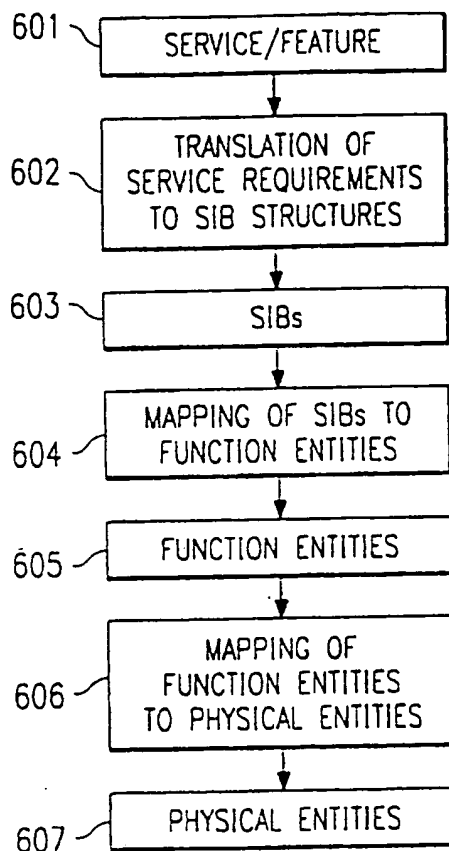 601
SERVICE/FEATURE
602
TRANSLATION OF
SERVICE REQUIREMENTS
TO SIB STRUCTURES
603
SIBs
604
MAPPING OF SIBs TO
FUNCTION ENTITIES
605
FUNCTION ENTITIES
606
MAPPING OF
FUNCTION ENTITIES
TO PHYSICAL ENTITIES
607
PHYSICAL ENTITIES